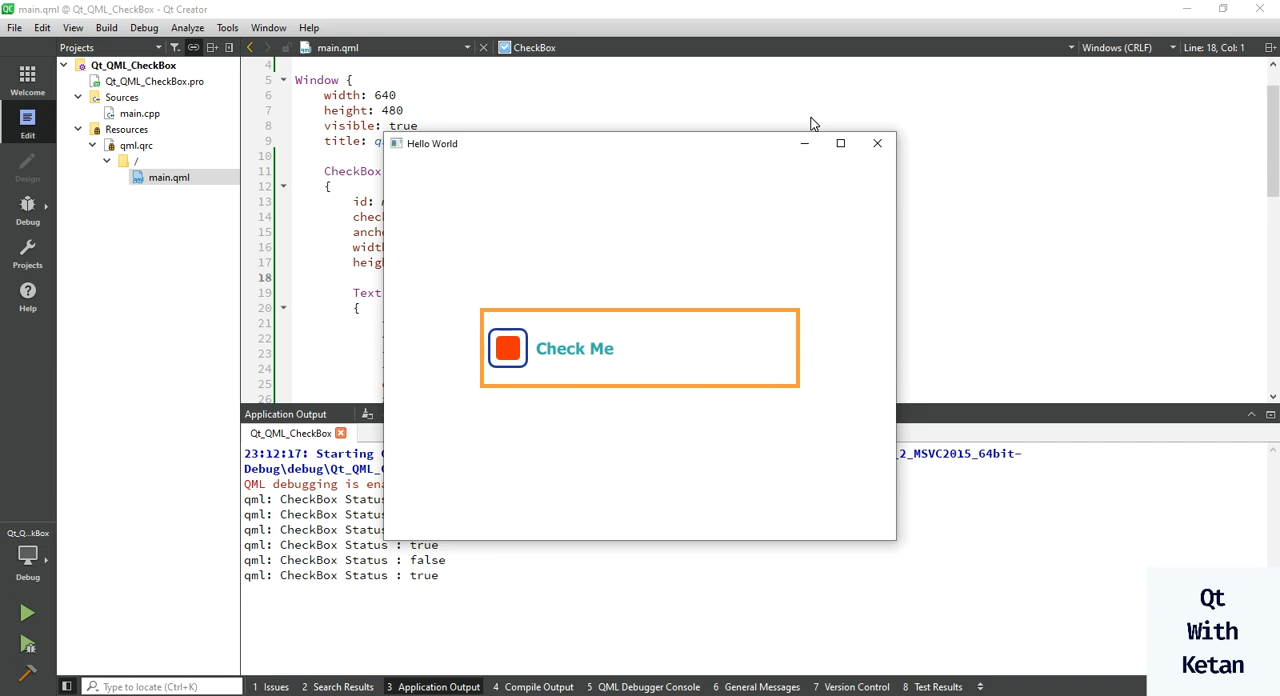 main.qml @ Qt_QML_CheckBox - Qt Creator
File Edit View Build Debug Analyze Tools Window Help
Projects main.qml CheckBox Windows (CRLF) Line: 18, Col: 1
Welcome
Edit
Design
Debug
Projects
Help
Qt_Q...kBox
Debug
Qt_QML_CheckBox
Qt_QML_CheckBox.pro
Sources
main.cpp
Resources
qml.qrc
/
main.qml
4
5 Window {
6 width: 640
7 height: 480
8 visible: true
9 title: q
10
11 CheckBox
12 {
13 id:
14 chec
15 anch
16 widt
17 heig
18
19 Text
20 {
21
22
23
24
25
26
Hello World
Check Me
Application Output
Qt_QML_CheckBox
23:12:17: Starting _2_MSVC2015_64bit-
Debug\debug\Qt_QML_
QML debugging is ena
qml: CheckBox Status
qml: CheckBox Status
qml: CheckBox Status
qml: CheckBox Status : true
qml: CheckBox Status : false
qml: CheckBox Status : true
Type to locate (Ctrl+K) 1 Issues 2 Search Results 3 Application Output 4 Compile Output 5 QML Debugger Console 6 General Messages 7 Version Control 8 Test Results
Qt
With
Ketan